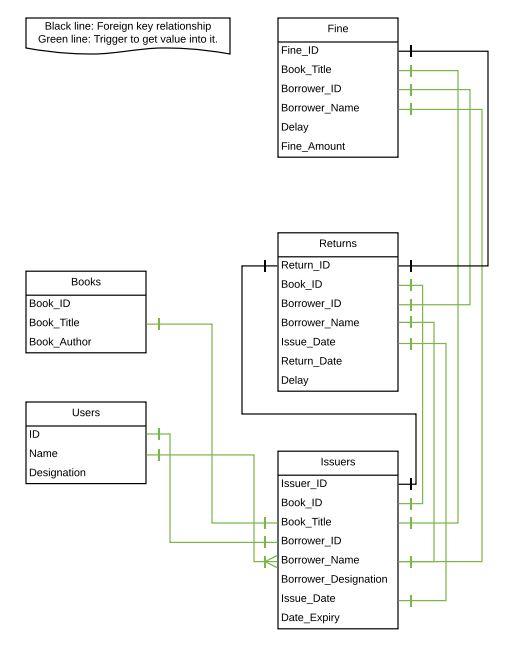 Black line: Foreign key relationship
Green line: Trigger to get value into it.
Fine
Fine_ID
Book_Title
Borrower_ID
Borrower_Name
Delay
Fine_Amount
Returns
Return_ID
Book_ID
Borrower_ID
Borrower_Name
Issue_Date
Return_Date
Delay
Books
Book_ID
Book_Title
Book_Author
Users
ID
Name
Designation
Issuers
Issuer_ID
Book_ID
Book_Title
Borrower_ID
Borrower_Name
Borrower_Designation
Issue_Date
Date_Expiry